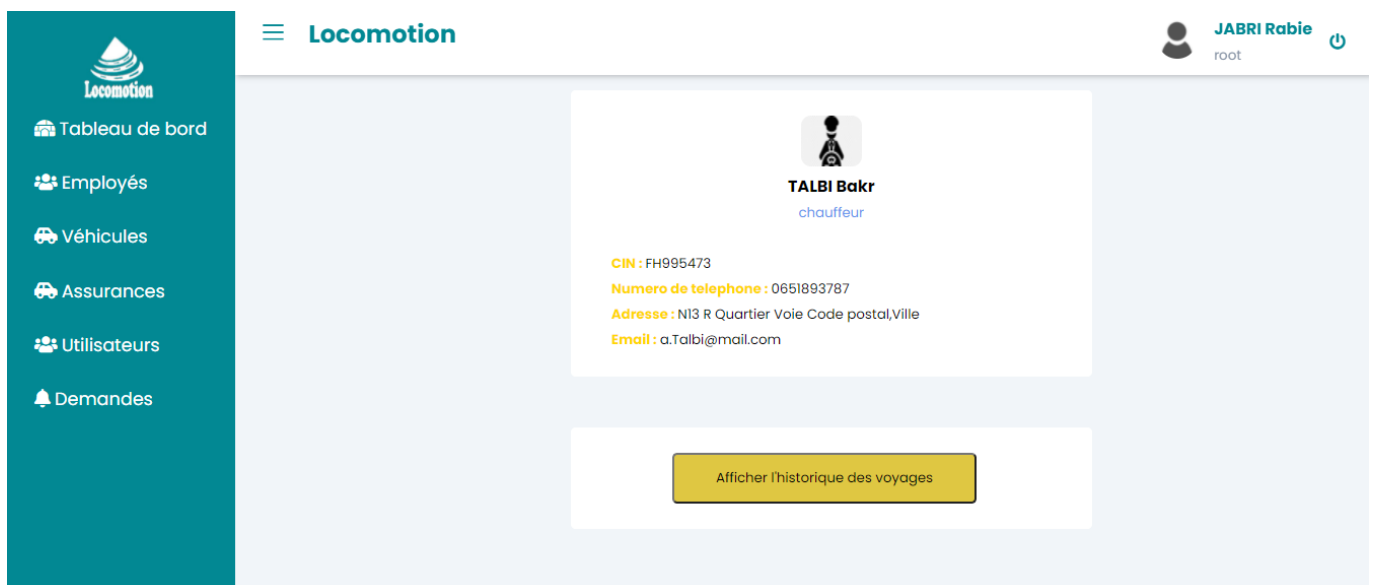 Locomotion
Tableau de bord
Employés
Véhicules
Assurances
Utilisateurs
Demandes
Locomotion
JABRI Rabie
root
TALBI Bakr
chauffeur
CIN : FH995473
Numero de telephone : 0651893787
Adresse : N13 R Quartier Voie Code postal,Ville
Email : a.Talbi@mail.com
Afficher l'historique des voyages